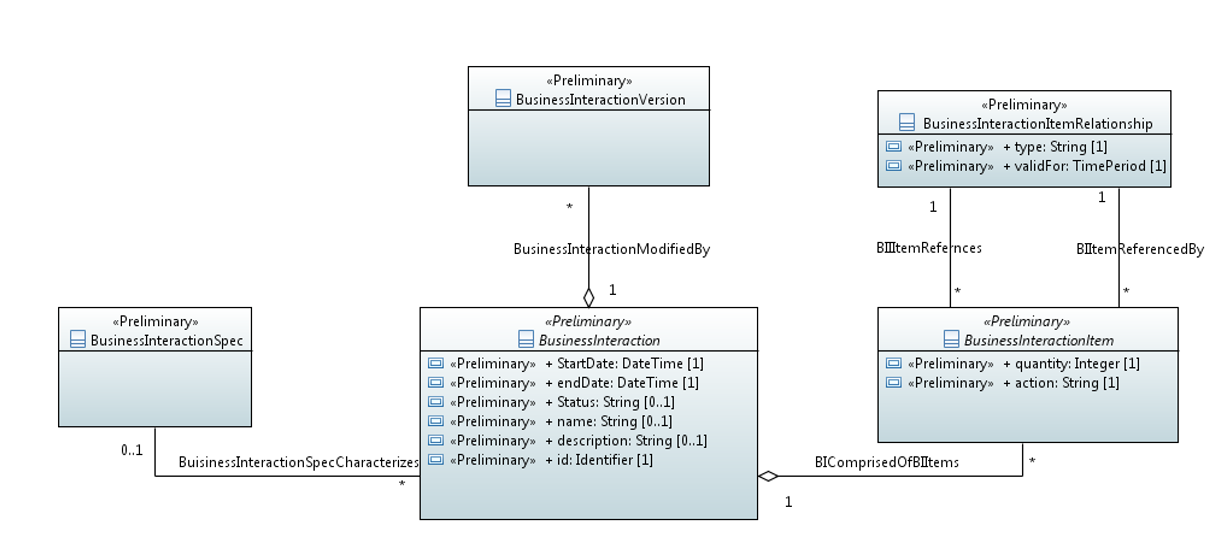 «Preliminary»
BusinessInteractionVersion
«Preliminary»
BusinessInteractionItemRelationship
«Preliminary» + type: String [1]
«Preliminary» + validFor: TimePeriod [1]
*
1
1
BusinessInteractionModifiedBy
BIIItemRefernces
BIItemReferencedBy
1
*
*
«Preliminary»
BusinessInteractionSpec
«Preliminary»
BusinessInteraction
«Preliminary» + StartDate: DateTime [1]
«Preliminary» + endDate: DateTime [1]
«Preliminary» + Status: String [0..1]
«Preliminary» + name: String [0..1]
«Preliminary» + description: String [0..1]
«Preliminary» + id: Identifier [1]
«Preliminary»
BusinessInteractionItem
«Preliminary» + quantity: Integer [1]
«Preliminary» + action: String [1]
0..1
BuisinessInteractionSpecCharacterizes
*
BIComprisedOfBIItems
*
1